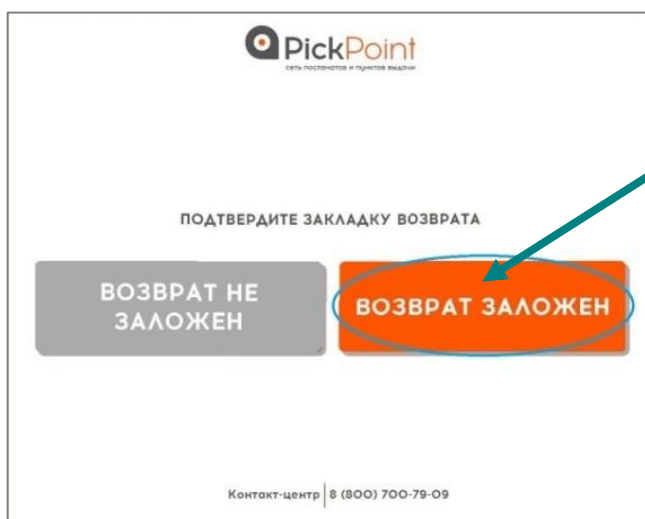 PickPoint
сеть постаматов и пунктов выдачи
ПОДТВЕРДИТЕ ЗАКЛАДКУ ВОЗВРАТА
ВОЗВРАТ НЕ
ЗАЛОЖЕН
ВОЗВРАТ ЗАЛОЖЕН
Контакт-центр 8 (800) 700-79-09